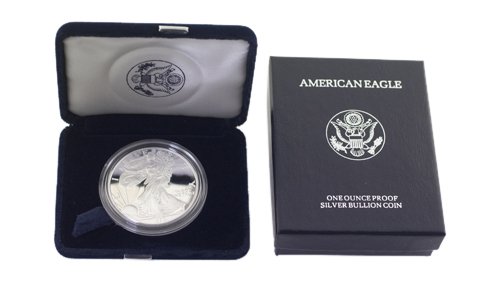 AMERICAN EAGLE
ONE OUNCE PROOF
SILVER BULLION COIN